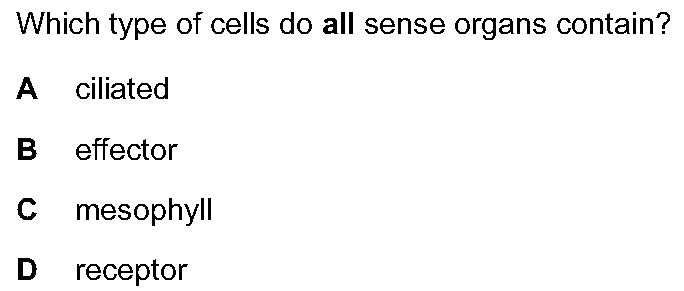 Which type of cells do all sense organs contain?
A ciliated
B effector
C mesophyll
D receptor